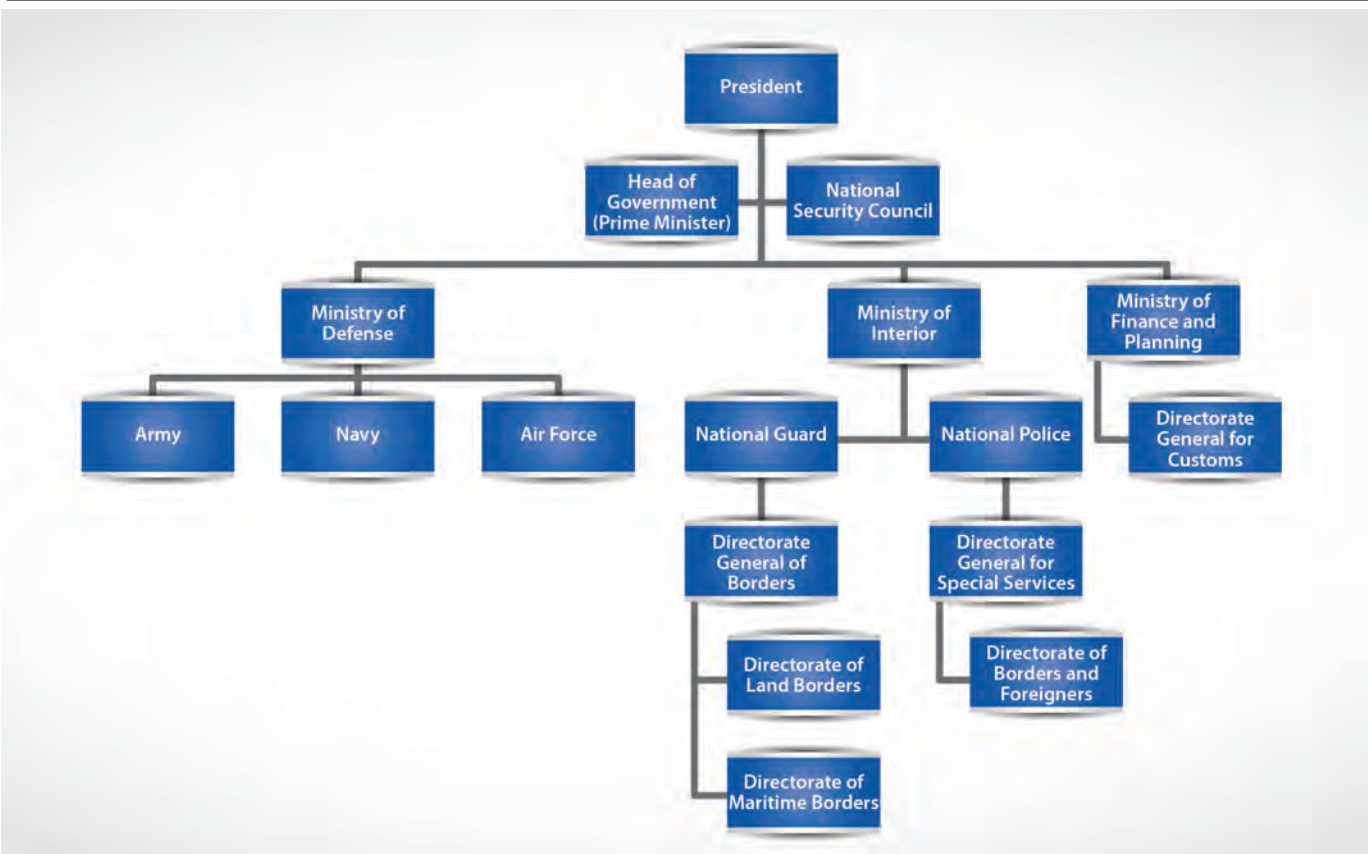 President
Head of
Government
(Prime Minister)
National
Security Council
Ministry of
Defense
Ministry of
Interior
Ministry of
Finance and
Planning
Army
Navy
Air Force
National Guard
National Police
Directorate
General for
Customs
Directorate
General of
Borders
Directorate
General for
Special Services
Directorate of
Land Borders
Directorate of
Borders and
Foreigners
Directorate of
Maritime Borders